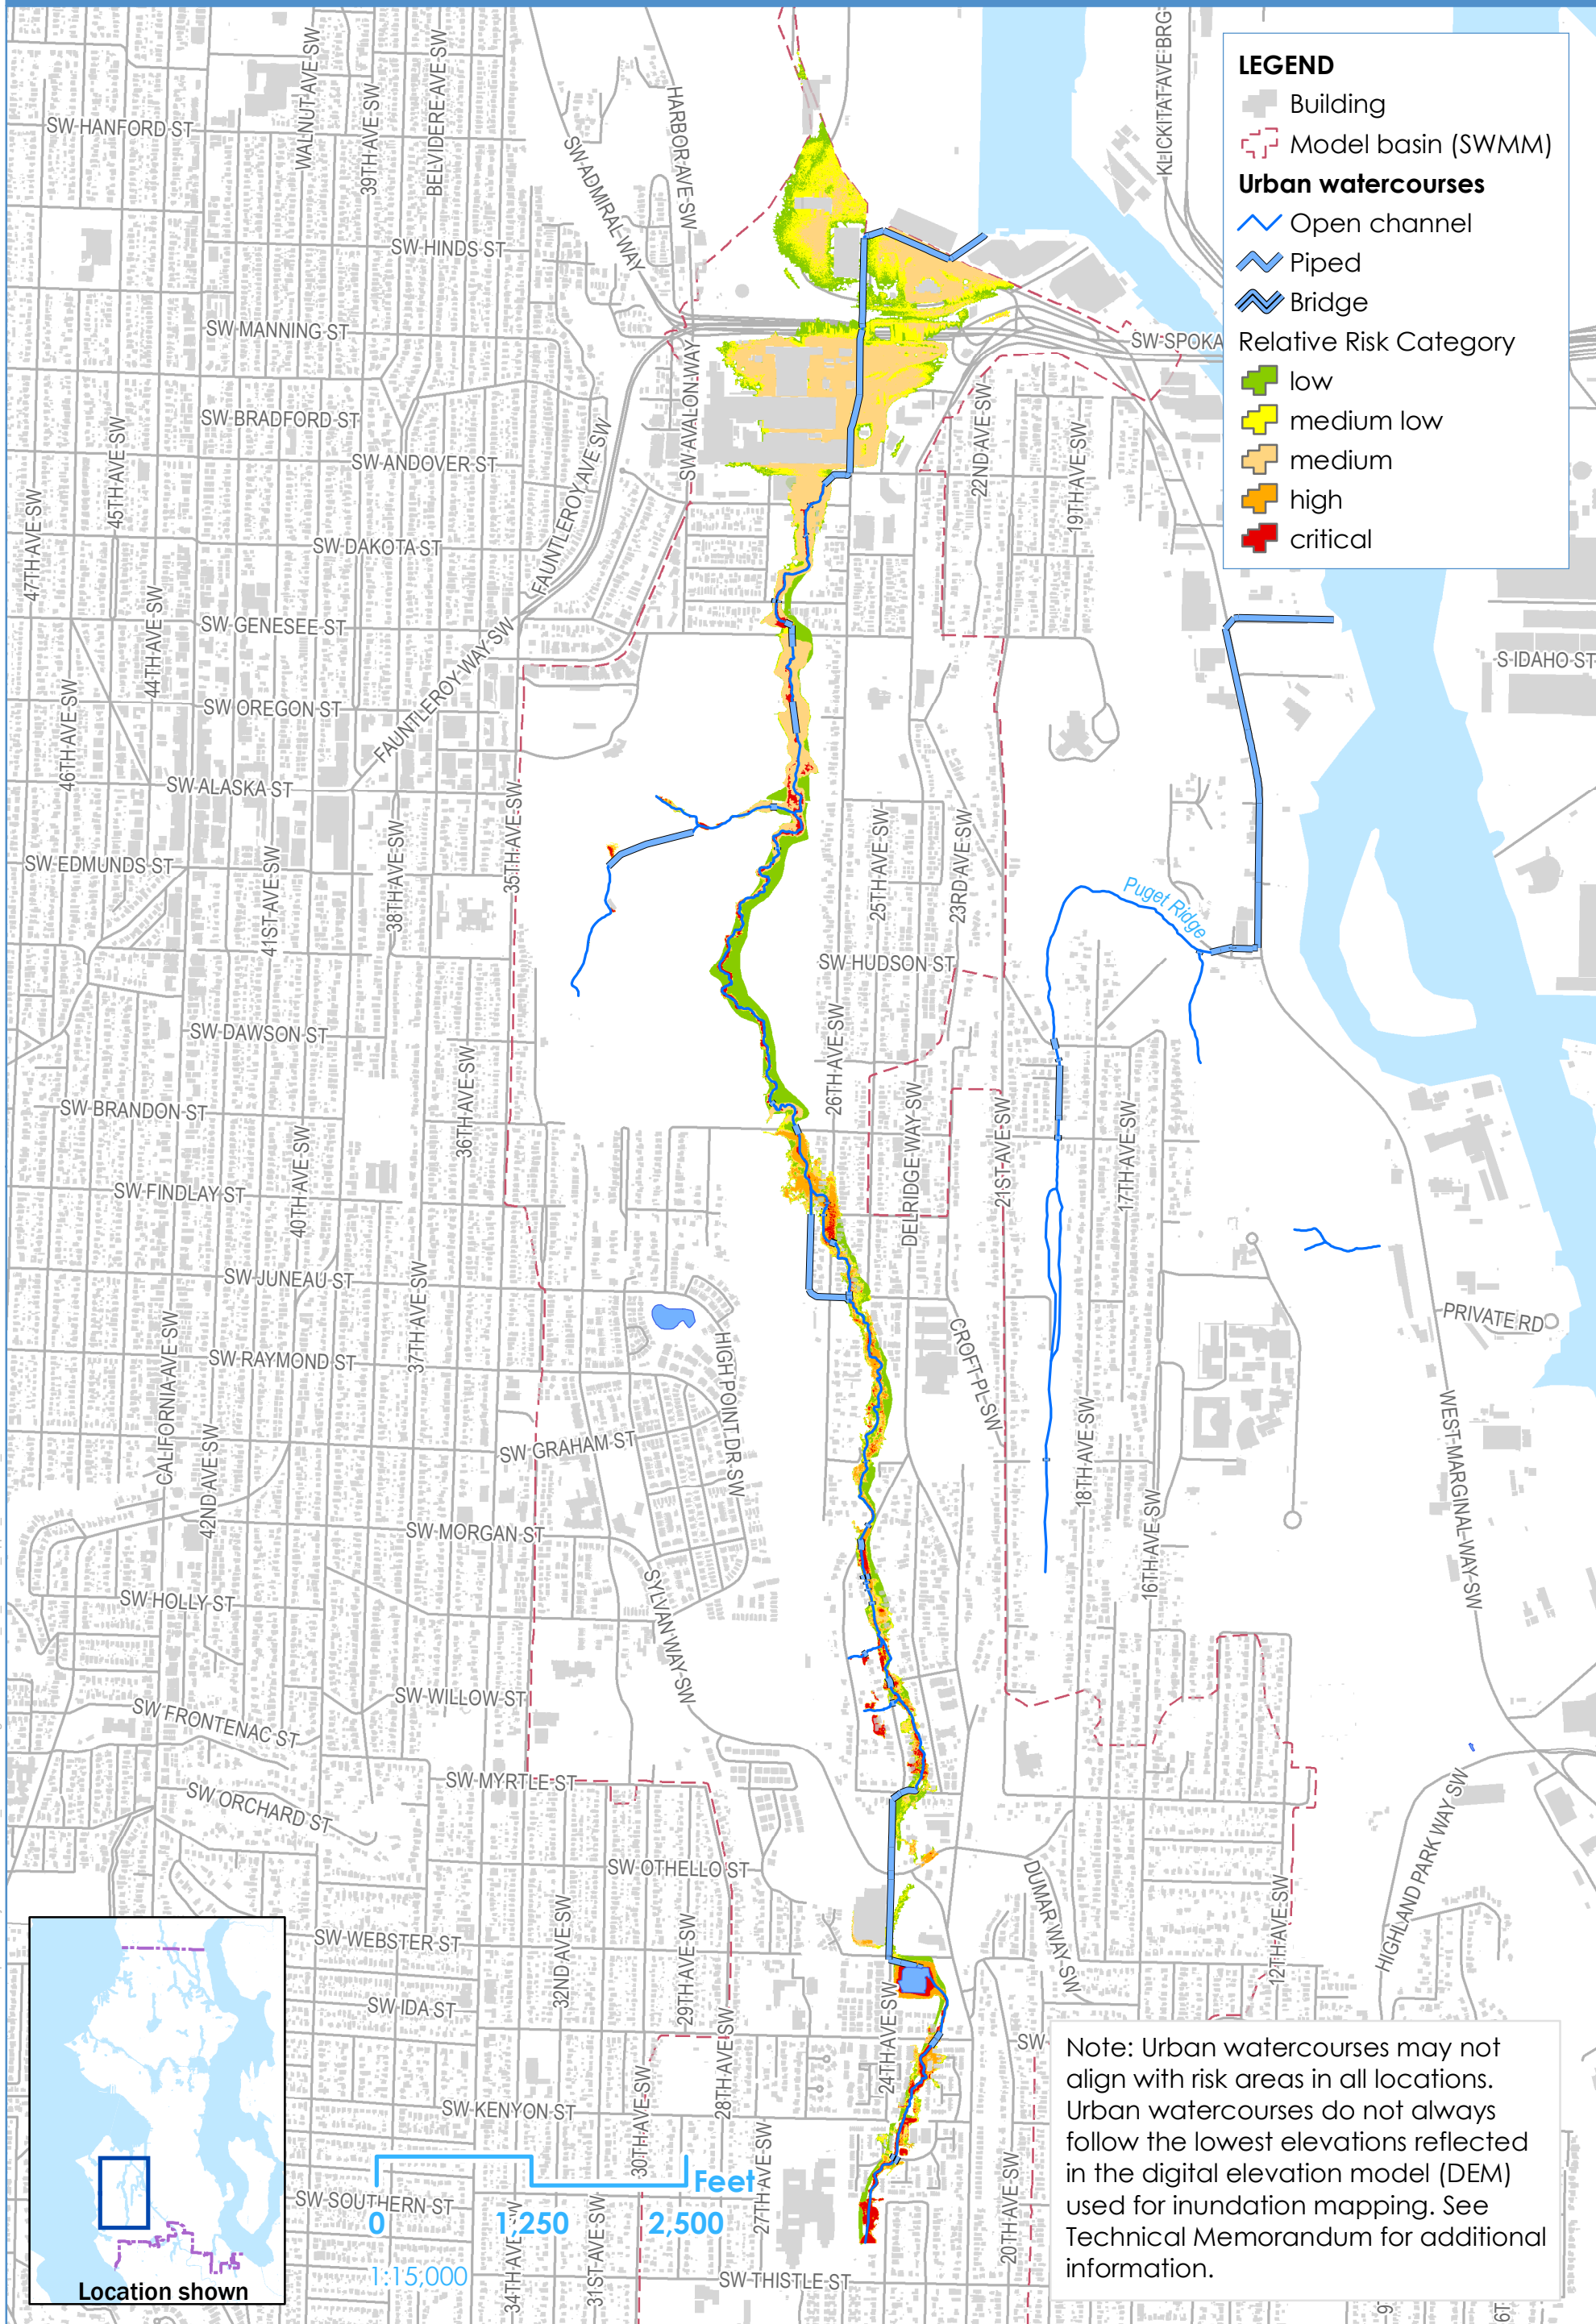 LEGEND
Building
Model basin (SWMM)
Urban watercourses
Open channel
Piped
Bridge
Relative Risk Category
low
medium low
medium
high
critical
WALNUT AVE SW
39TH AVE SW
BELVIDERE AVE SW
SW HANFORD ST
HARBOR AVE SW
SW ADMIRAL WAY
KLICKITAT AVE BRG
SW HINDS ST
SW MANNING ST
SW SPOKA
SW AVALON WAY
SW BRADFORD ST
22ND AVE SW
19TH AVE SW
45TH AVE SW
SW ANDOVER ST
FAUNTLEROY AVE SW
47TH AVE SW
SW DAKOTA ST
44TH AVE SW
SW GENESEE ST
FAUNTLEROY WAY SW
S IDAHO ST
46TH AVE SW
SW OREGON ST
SW ALASKA ST
35TH AVE SW
25TH AVE SW
23RD AVE SW
38TH AVE SW
41ST AVE SW
SW EDMUNDS ST
Puget Ridge
SW HUDSON ST
SW DAWSON ST
36TH AVE SW
26TH AVE SW
SW BRANDON ST
DELRIDGE WAY SW
21ST AVE SW
17TH AVE SW
40TH AVE SW
SW FINDLAY ST
SW JUNEAU ST
37TH AVE SW
PRIVATE RD
CALIFORNIA AVE SW
SW RAYMOND ST
HIGH POINT DR SW
CROFT PL SW
WEST MARGINAL WAY SW
42ND AVE SW
SW GRAHAM ST
18TH AVE SW
16TH AVE SW
SW MORGAN ST
SW HOLLY ST
SYLVAN WAY SW
SW WILLOW ST
SW FRONTENAC ST
SW MYRTLE ST
SW ORCHARD ST
HIGHLAND PARK WAY SW
SW OTHELLO ST
DUMAR WAY SW
12TH AVE SW
32ND AVE SW
29TH AVE SW
SW WEBSTER ST
SW IDA ST
24TH AVE SW
28TH AVE SW
SW
30TH AVE SW
SW KENYON ST
27TH AVE SW
20TH AVE SW
SW SOUTHERN ST
34TH AVE SW
31ST AVE SW
SW THISTLE ST
Feet
0 1,250 2,500
1:15,000
Location shown
Note: Urban watercourses may not
align with risk areas in all locations.
Urban watercourses do not always
follow the lowest elevations reflected
in the digital elevation model (DEM)
used for inundation mapping. See
Technical Memorandum for additional
information.